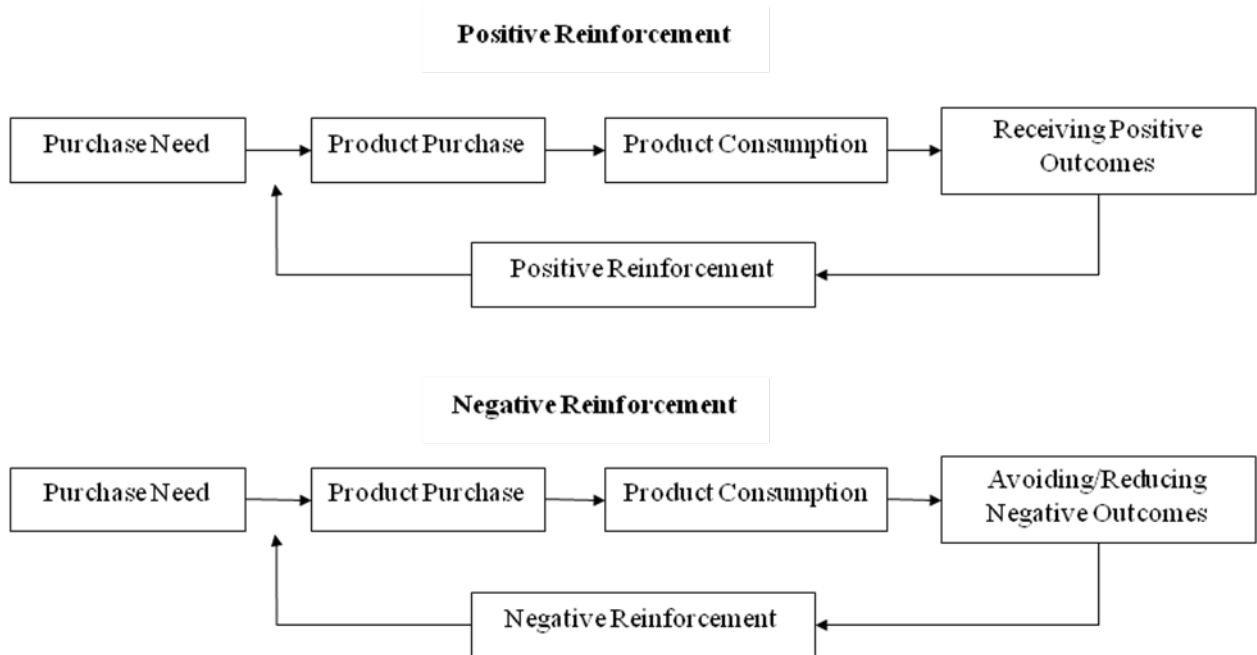 Positive Reinforcement
Purchase Need
Product Purchase
Product Consumption
Receiving Positive
Outcomes
Positive Reinforcement
Negative Reinforcement
Purchase Need
Product Purchase
Product Consumption
Avoiding/Reducing
Negative Outcomes
Negative Reinforcement